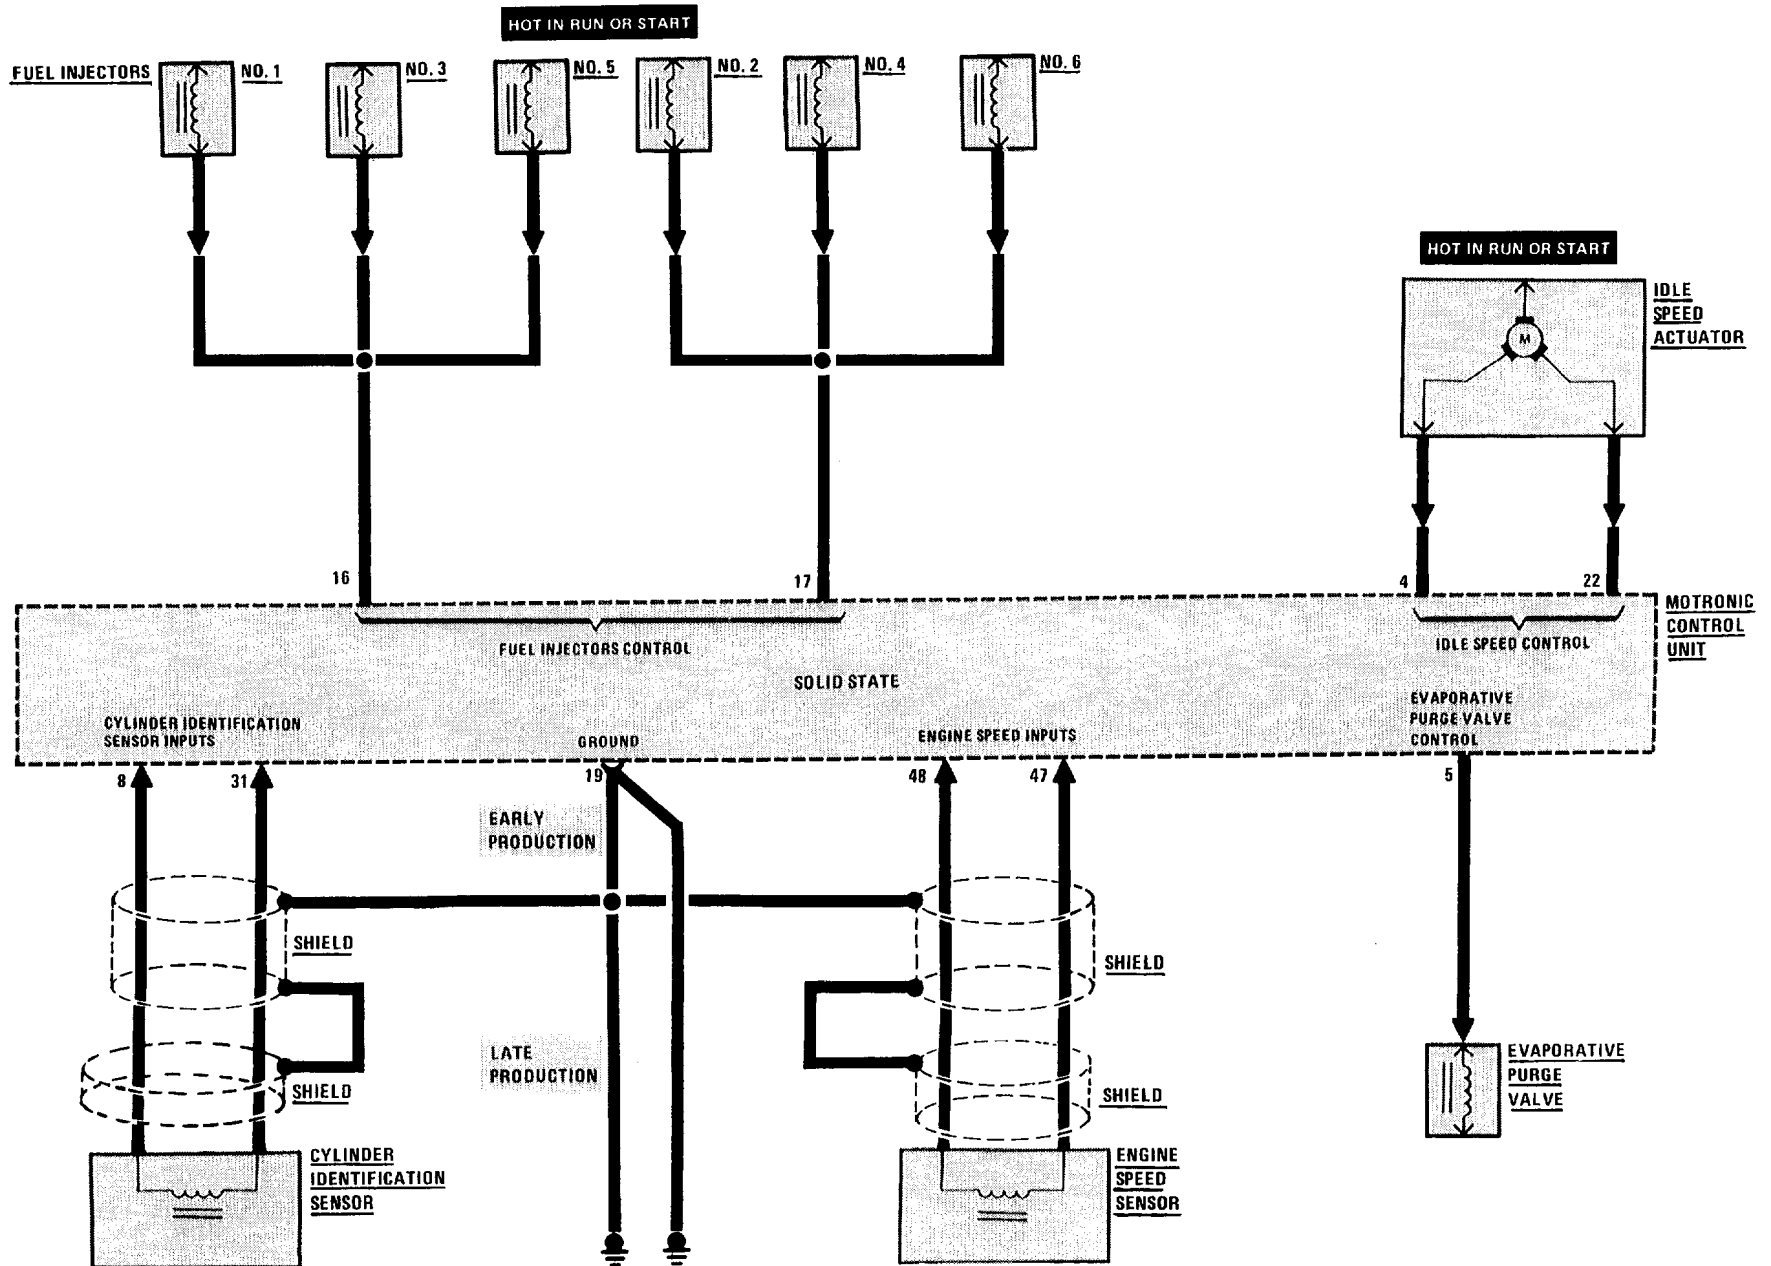 HOT IN RUN OR START
FUEL INJECTORS
NO. 1
NO. 3
NO. 5
NO. 2
NO. 4
NO. 6
HOT IN RUN OR START
IDLE
SPEED
ACTUATOR
M
16
17
4
22
MOTRONIC
CONTROL
UNIT
FUEL INJECTORS CONTROL
IDLE SPEED CONTROL
SOLID STATE
CYLINDER IDENTIFICATION
SENSOR INPUTS
GROUND
ENGINE SPEED INPUTS
EVAPORATIVE
PURGE VALVE
CONTROL
8
31
19
48
47
5
EARLY
PRODUCTION
SHIELD
SHIELD
LATE
PRODUCTION
SHIELD
SHIELD
EVAPORATIVE
PURGE
VALVE
CYLINDER
IDENTIFICATION
SENSOR
ENGINE
SPEED
SENSOR